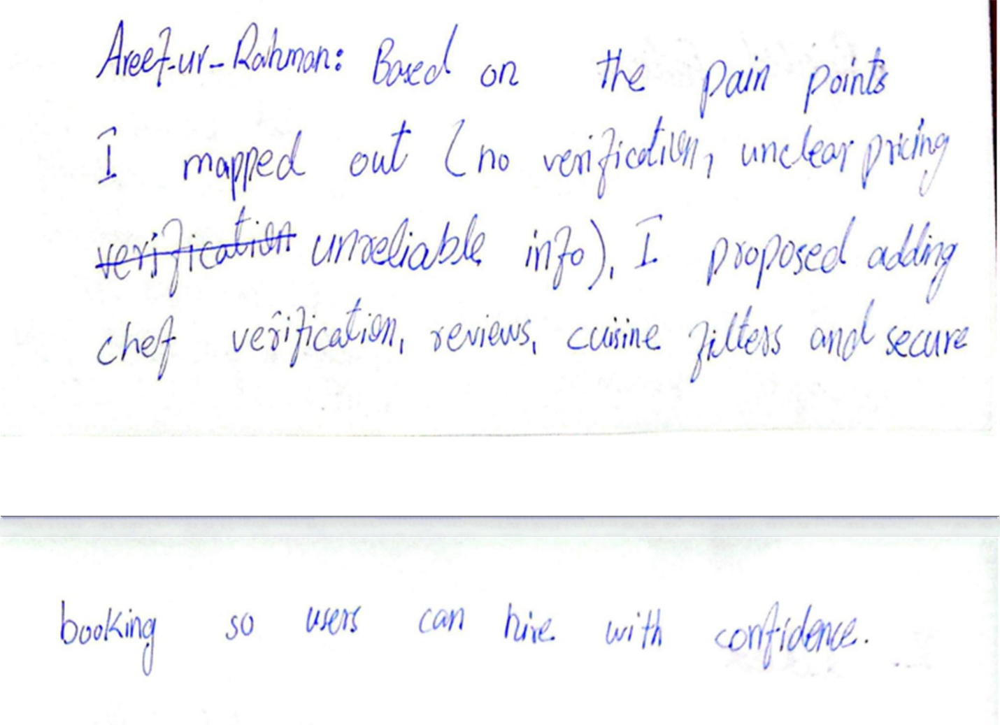 Areef-ur-Rahman: Based on the pain points
I mapped out (no verification, unclear pricing
~~verification~~ unreliable info), I proposed adding
chef verification, reviews, cuisine filters and secure
booking so users can hire with confidence.